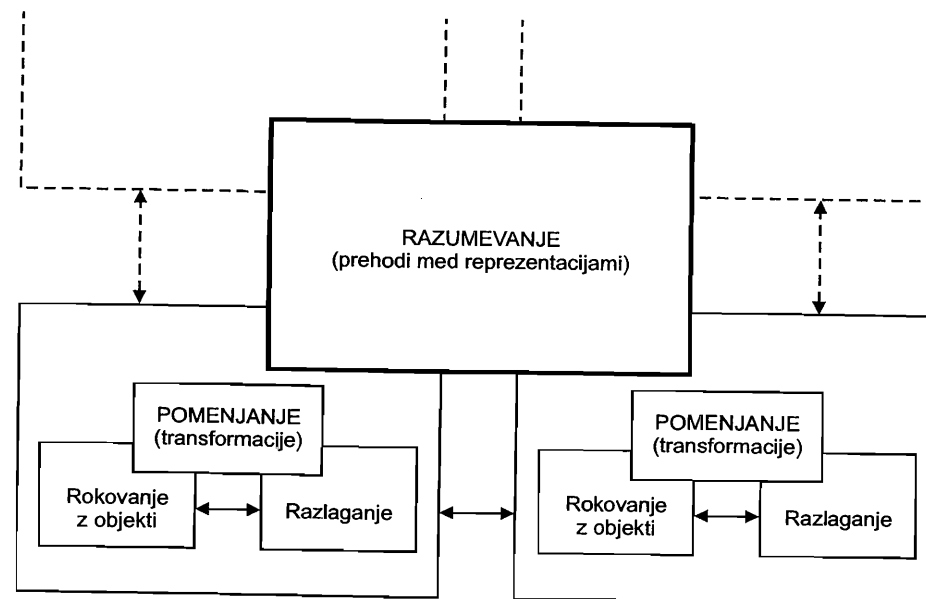 RAZUMEVANJE
(prehodi med reprezentacijami)
POMENJANJE
(transformacije)
Rokovanje
z objekti
Razlaganje
POMENJANJE
(transformacije)
Rokovanje
z objekti
Razlaganje